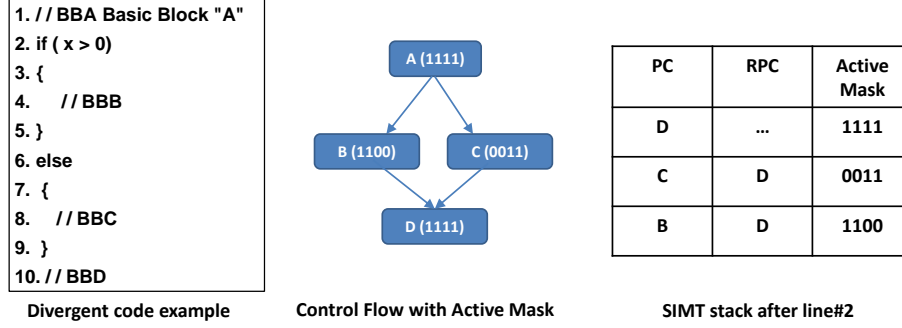 1. // BBA Basic Block "A"
2. if ( x > 0)
3. {
4. // BBB
5. }
6. else
7. {
8. // BBC
9. }
10. // BBD
Divergent code example
A (1111)
B (1100) C (0011)
D (1111)
Control Flow with Active Mask
PC RPC Active Mask
D ... 1111
C D 0011
B D 1100
SIMT stack after line#2